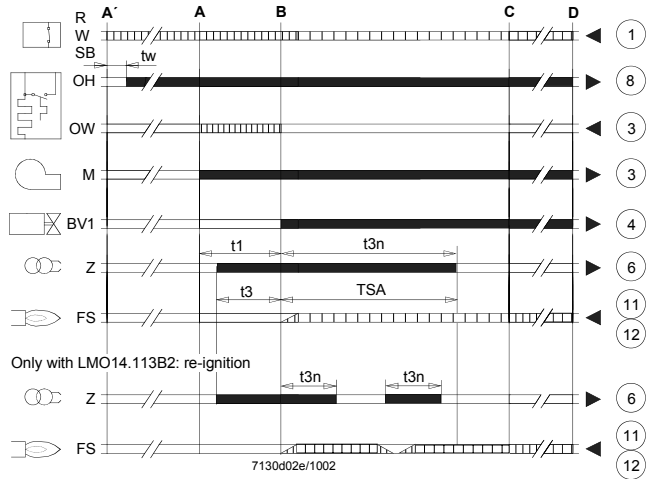 R A´ A B C D
W 1
SB tw
OH 8
OW 3
M 3
BV1 4
t1 t3n
Z 6
t3 TSA
FS 11
12
Only with LMO14.113B2: re-ignition
t3n t3n
Z 6
FS 11
12
7130d02e/1002